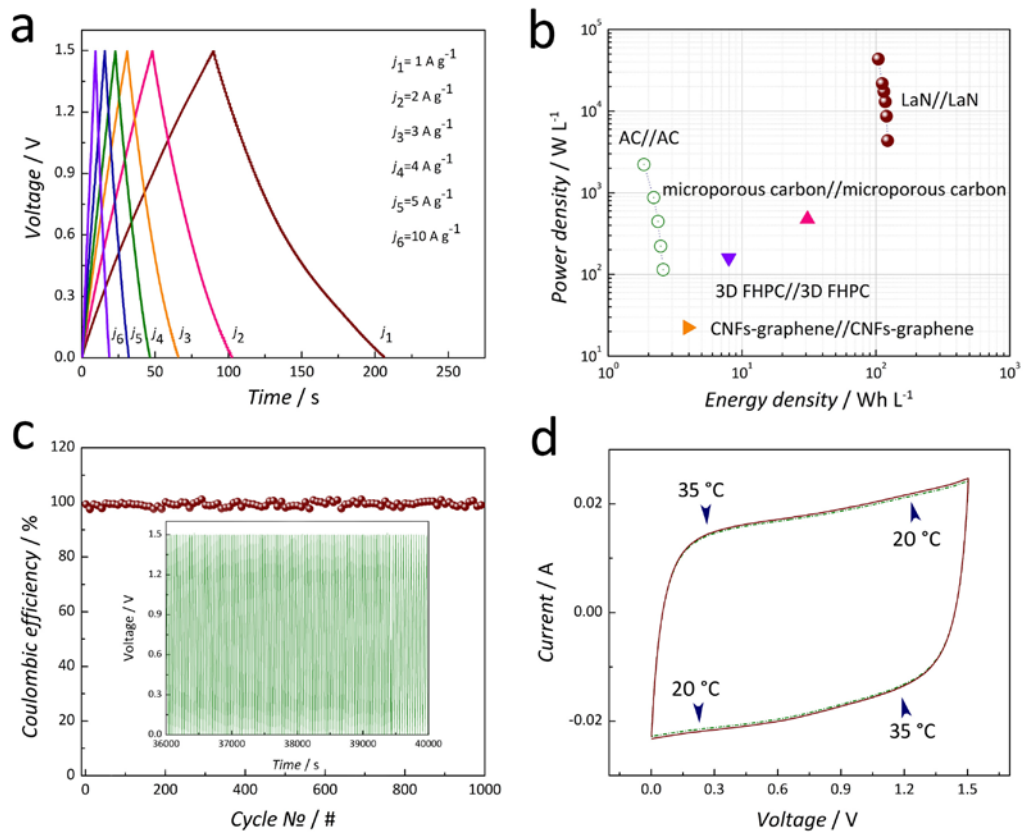 a
Voltage / V
1.5
1.2
0.9
0.6
0.3
0.0
j1= 1 A g-1
j2=2 A g-1
j3=3 A g-1
j4=4 A g-1
j5=5 A g-1
j6=10 A g-1
j6 j5 j4 j3 j2 j1
0 50 100 150 200 250
Time / s
b
Power density / W L-1
10^5
10^4
10^3
10^2
10^1
LaN//LaN
AC//AC
microporous carbon//microporous carbon
3D FHPC//3D FHPC
CNFs-graphene//CNFs-graphene
10^0 10^1 10^2 10^3
Energy density / Wh L-1
c
Coulombic efficiency / %
120
100
80
60
40
20
0
Voltage / V
1.5
1.2
0.9
0.6
0.3
0.0
36000 37000 38000 39000 40000
Time / s
0 200 400 600 800 1000
Cycle № / #
d
Current / A
0.02
0.00
-0.02
35 °C
20 °C
20 °C
35 °C
0.0 0.3 0.6 0.9 1.2 1.5
Voltage / V